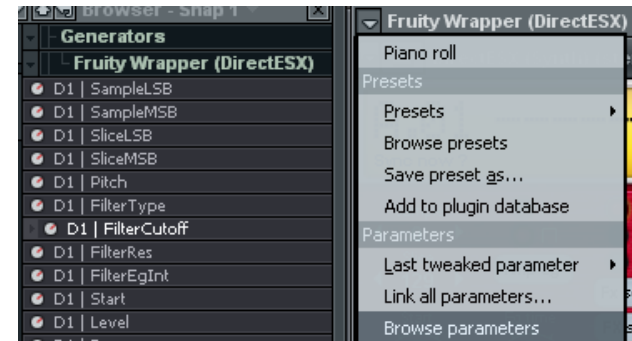 Browser - Snap 1
Generators
Fruity Wrapper (DirectESX)
D1 | SampleLSB
D1 | SampleMSB
D1 | SliceLSB
D1 | SliceMSB
D1 | Pitch
D1 | FilterType
D1 | FilterCutoff
D1 | FilterRes
D1 | FilterEgInt
D1 | Start
D1 | Level
Fruity Wrapper (DirectESX)
Piano roll
Presets
Presets
Browse presets
Save preset as...
Add to plugin database
Parameters
Last tweaked parameter
Link all parameters...
Browse parameters